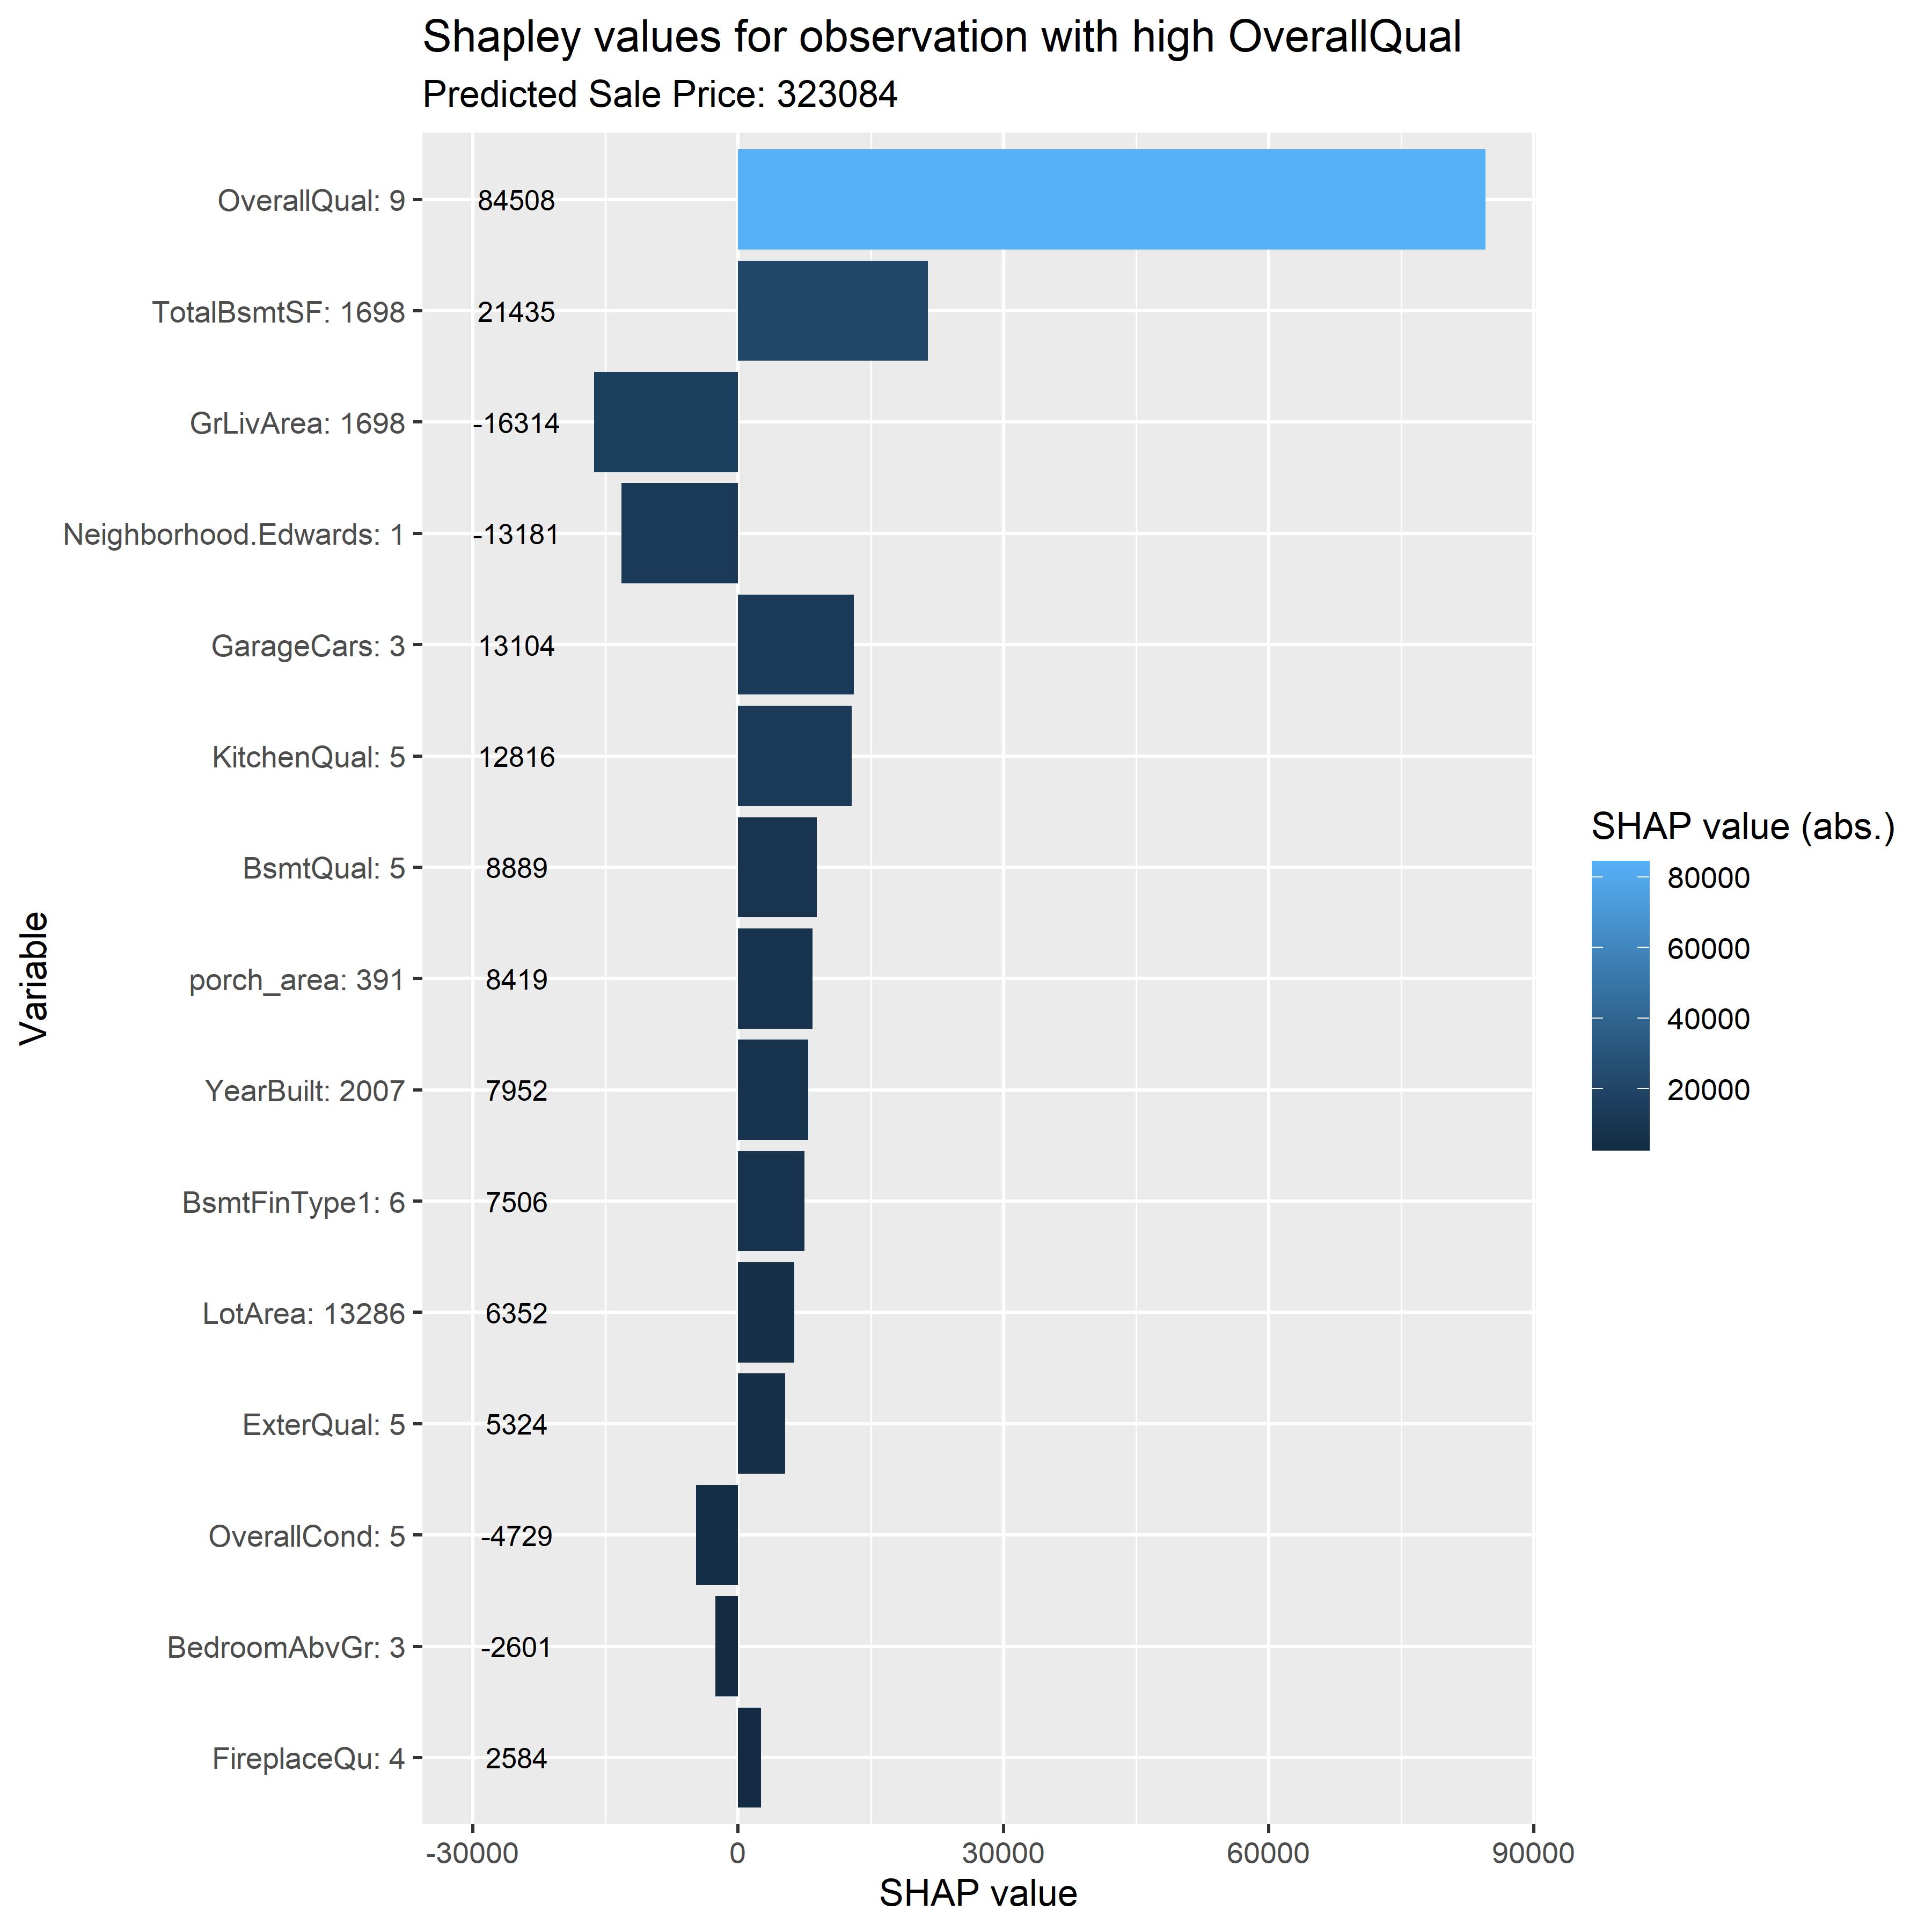 Shapley values for observation with high OverallQual
Predicted Sale Price: 323084
OverallQual: 9 84508
TotalBsmtSF: 1698 21435
GrLivArea: 1698 -16314
Neighborhood.Edwards: 1 -13181
GarageCars: 3 13104
KitchenQual: 5 12816
BsmtQual: 5 8889
porch_area: 391 8419
YearBuilt: 2007 7952
BsmtFinType1: 6 7506
LotArea: 13286 6352
ExterQual: 5 5324
OverallCond: 5 -4729
BedroomAbvGr: 3 -2601
FireplaceQu: 4 2584
-30000 0 30000 60000 90000
SHAP value
Variable
SHAP value (abs.)
80000
60000
40000
20000